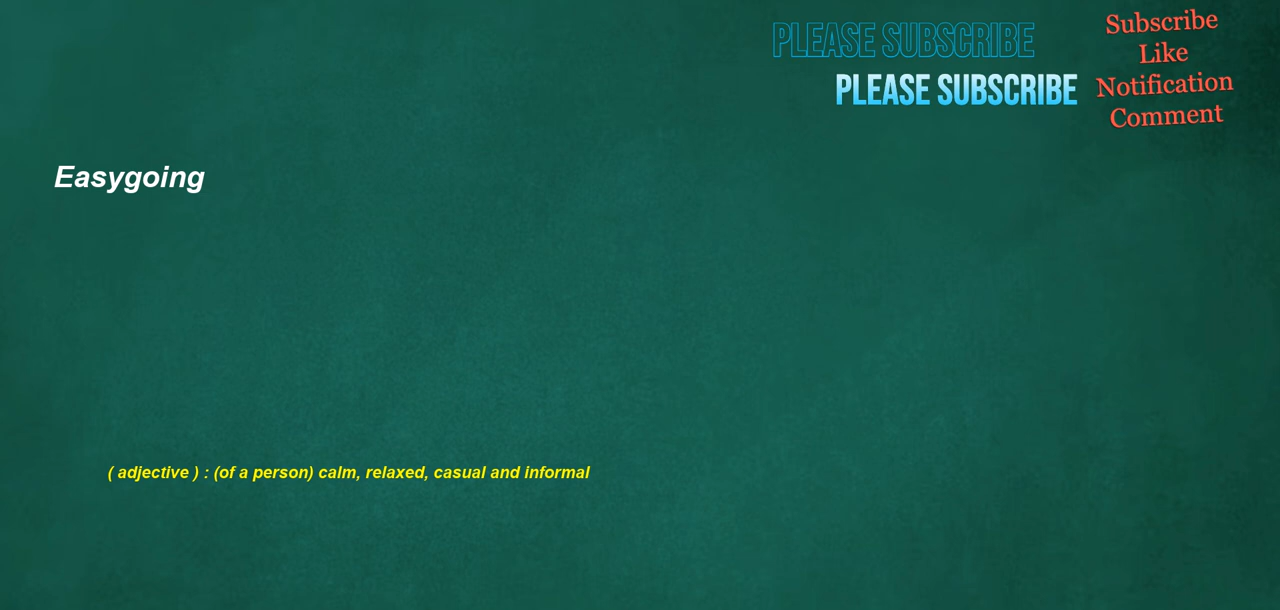 PLEASE SUBSCRIBE
PLEASE SUBSCRIBE
Subscribe
Like
Notification
Comment
Easygoing
( adjective ) : (of a person) calm, relaxed, casual and informal